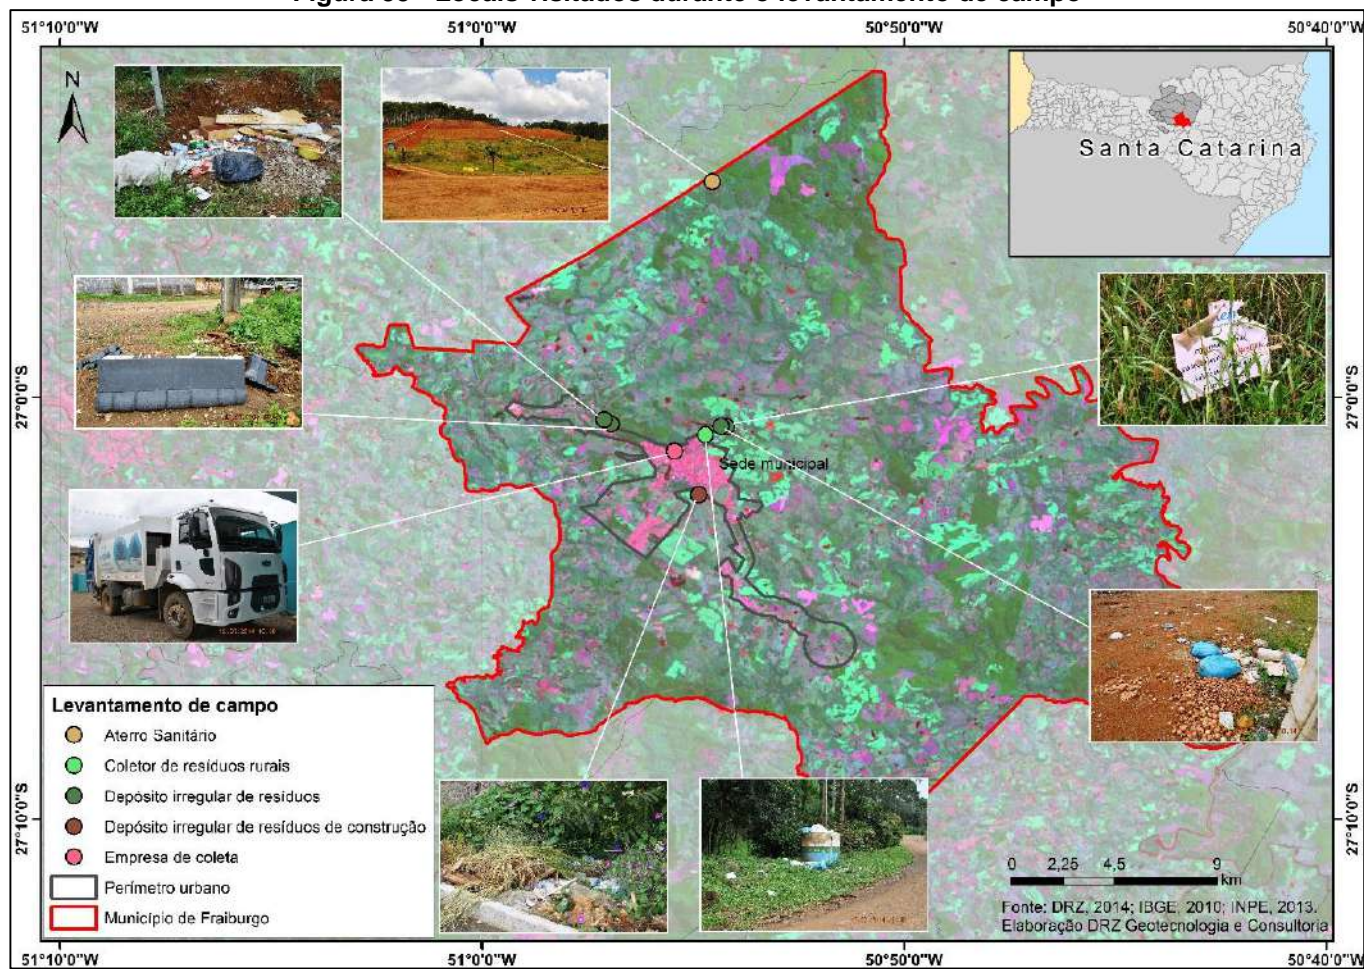 51°10'0"W
51°0'0"W
50°50'0"W
50°40'0"W
N
Santa Catarina
27°0'0"S
27°0'0"S
Sede municipal
Levantamento de campo
Aterro Sanitário
Coletor de resíduos rurais
Depósito irregular de resíduos
Depósito irregular de resíduos de construção
Empresa de coleta
Perímetro urbano
Município de Fraiburgo
27°10'0"S
27°10'0"S
0 2,25 4,5 9
km
Fonte: DRZ, 2014; IBGE, 2010; INPE, 2013.
Elaboração DRZ Geotecnologia e Consultoria
51°10'0"W
51°0'0"W
50°50'0"W
50°40'0"W